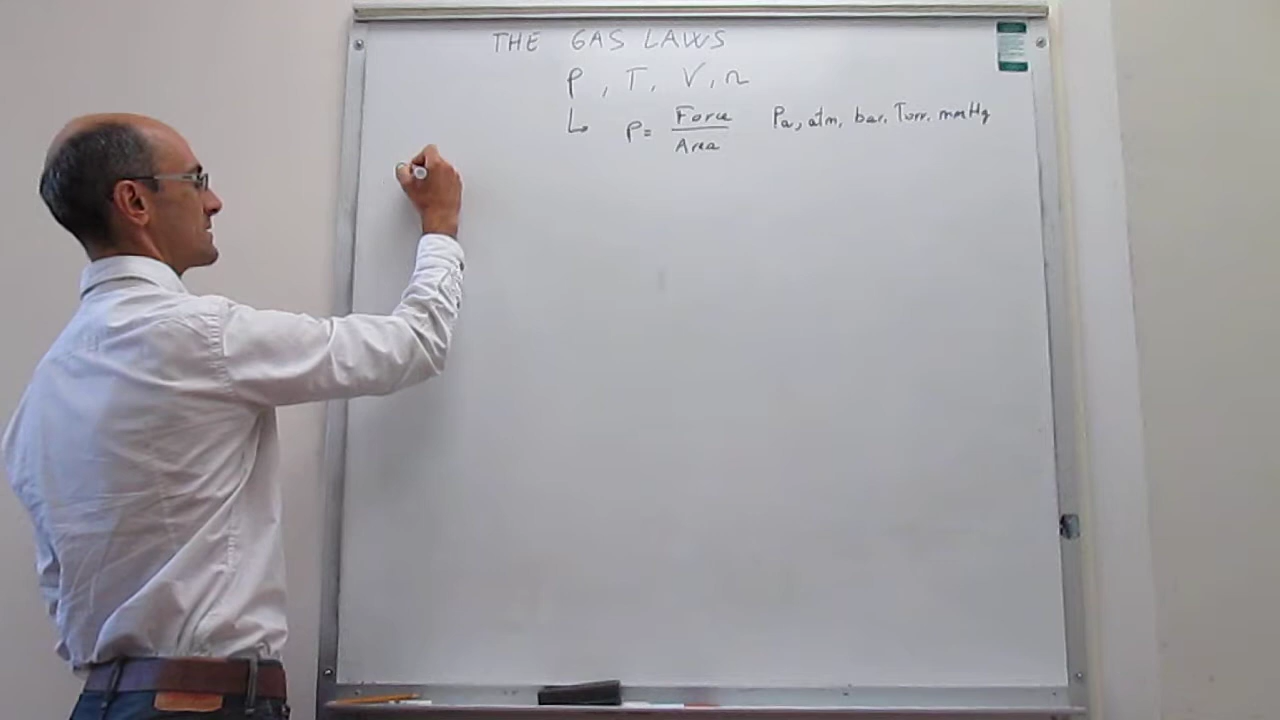 THE GAS LAWS
P, T, V, n
↳ P = Force / Area Pa, atm, bar, Torr, mmHg